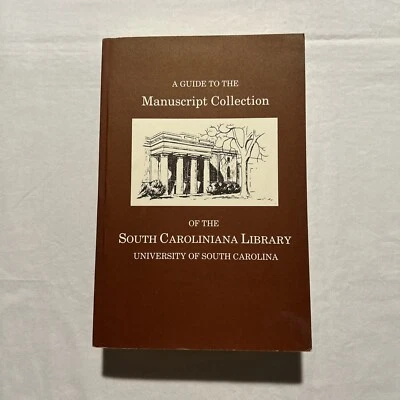 A GUIDE TO THE
Manuscript Collection
OF THE
SOUTH CAROLINIANA LIBRARY
UNIVERSITY OF SOUTH CAROLINA